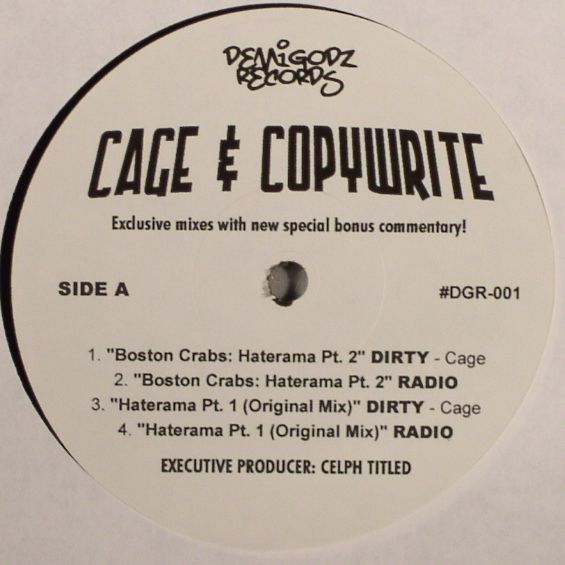 DEMiGODZ
RECORDS
CAGE & COPYWRITE
Exclusive mixes with new special bonus commentary!
SIDE A
#DGR-001
1. "Boston Crabs: Haterama Pt. 2" DIRTY - Cage
2. "Boston Crabs: Haterama Pt. 2" RADIO
3. "Haterama Pt. 1 (Original Mix)" DIRTY - Cage
4. "Haterama Pt. 1 (Original Mix)" RADIO
EXECUTIVE PRODUCER: CELPH TITLED